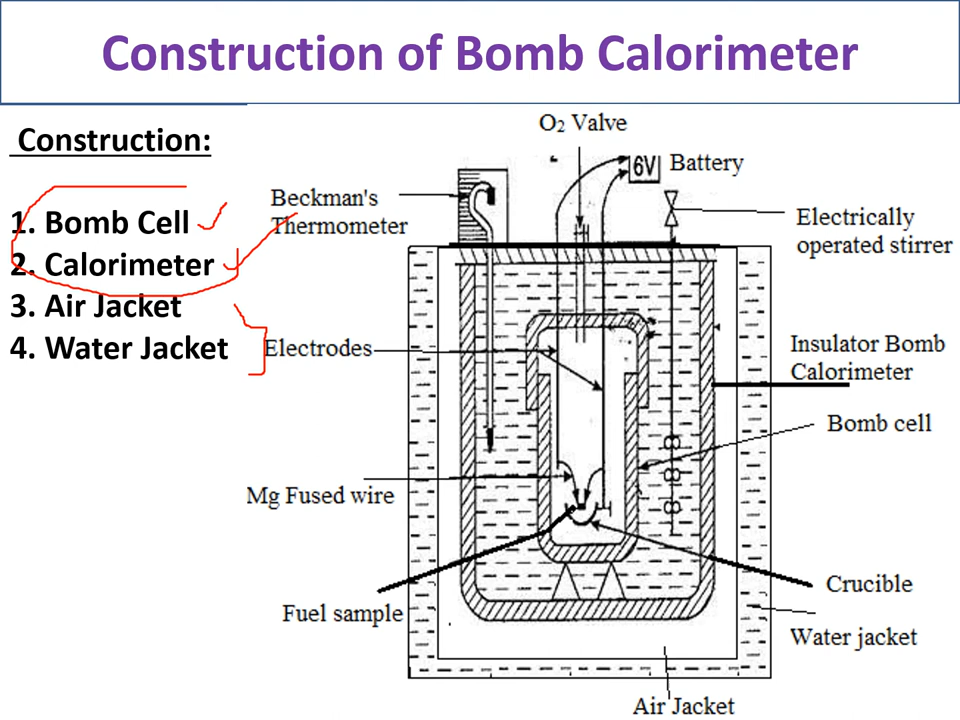 Construction of Bomb Calorimeter
Construction:
1. Bomb Cell
2. Calorimeter
3. Air Jacket
4. Water Jacket
O2 Valve
6V
Battery
Beckman's
Thermometer
Electrically
operated stirrer
Electrodes
Insulator Bomb
Calorimeter
Bomb cell
Mg Fused wire
Crucible
Fuel sample
Water jacket
Air Jacket